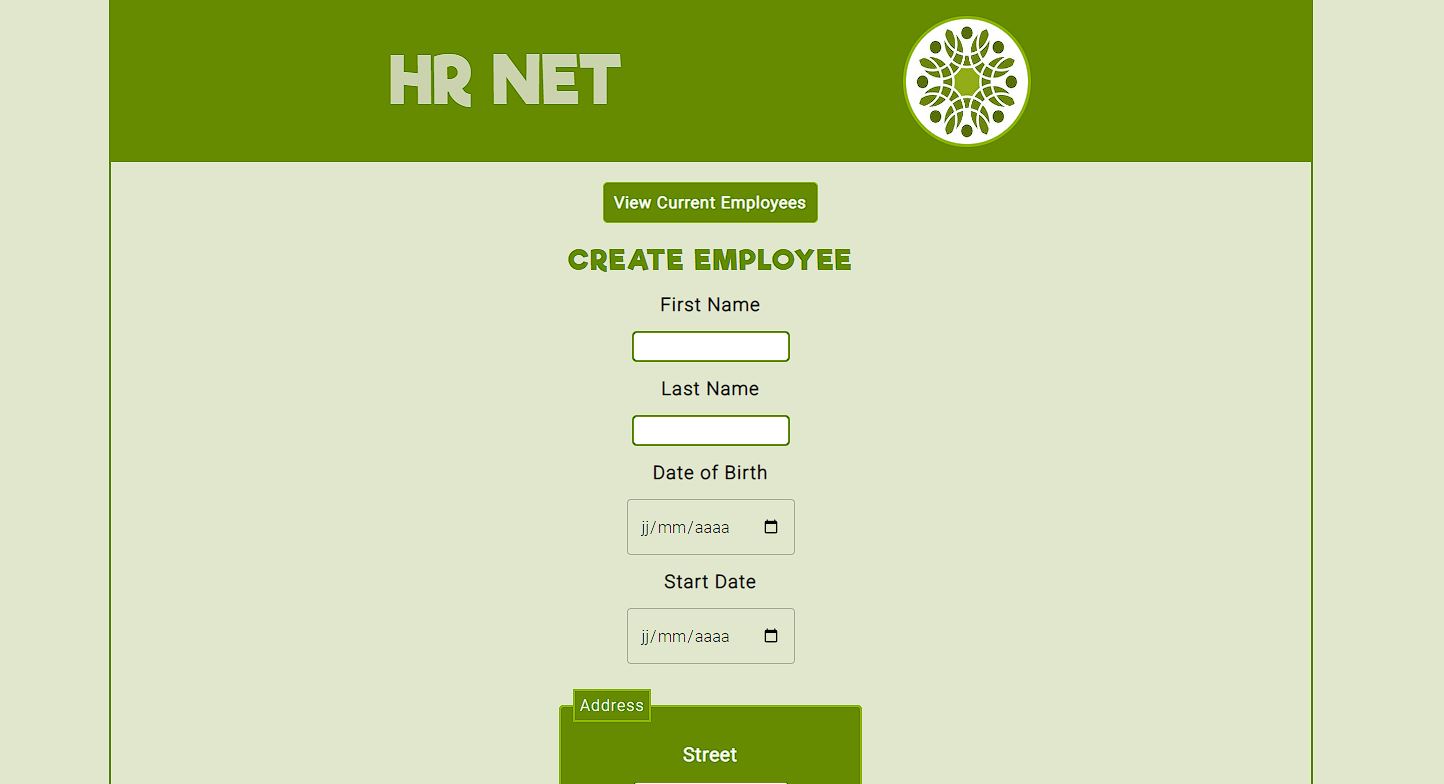 HR NET
View Current Employees
CREATE EMPLOYEE
First Name
Last Name
Date of Birth
jj/mm/aaaa
Start Date
jj/mm/aaaa
Address
Street